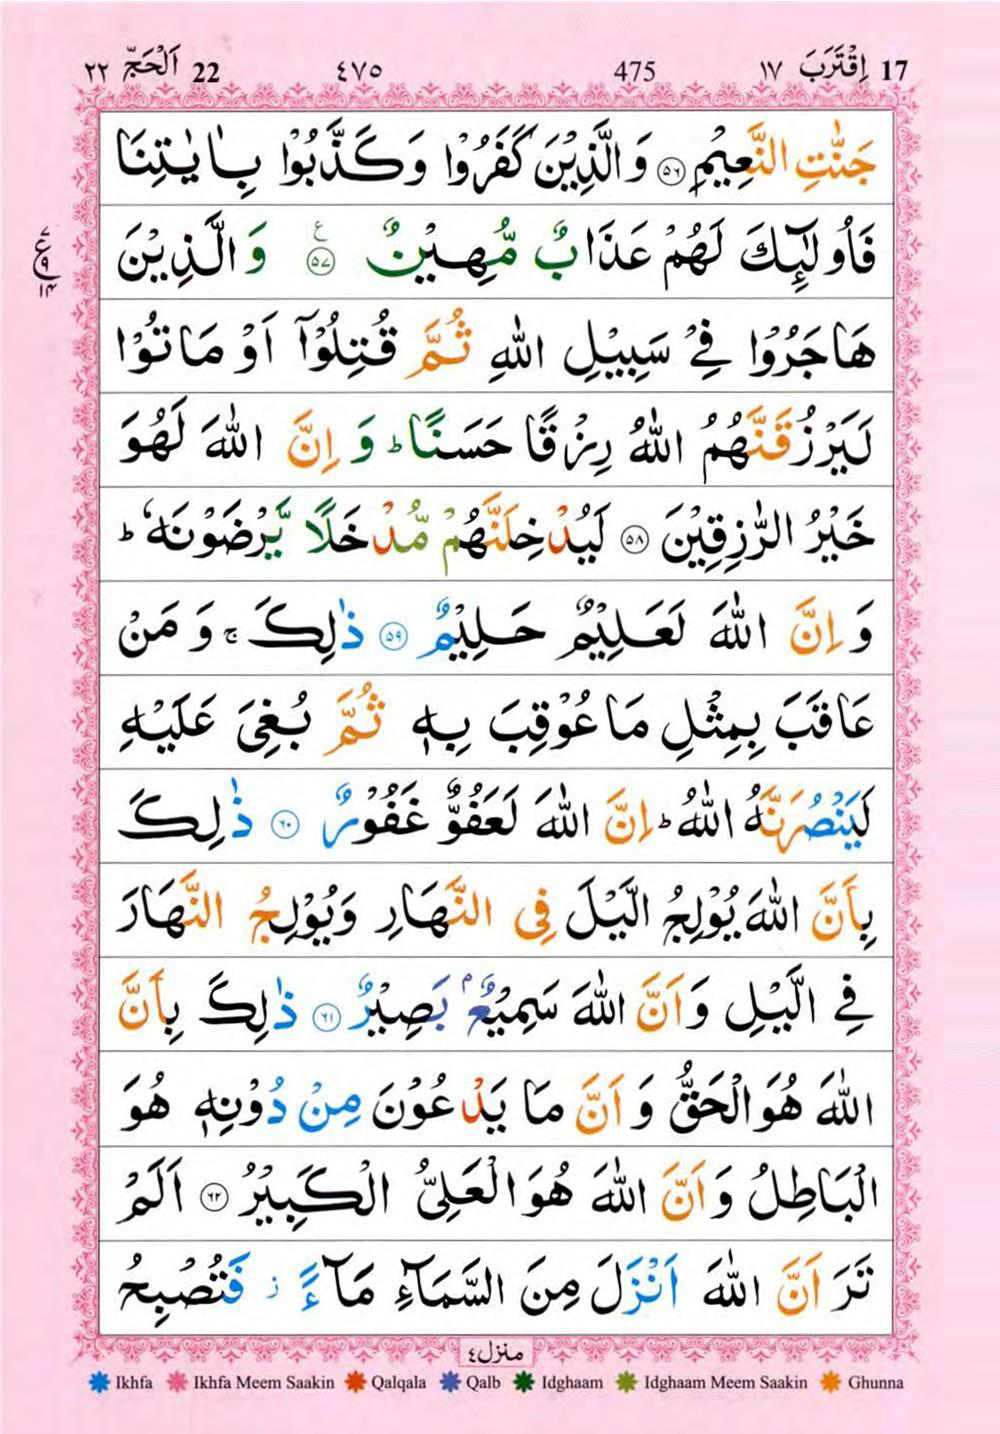 17 اِقْتَرَبَ ١٧ 475 ٤٧٥ 22 اَلْحَجّ ٢٢
جَنّٰتِ النَّعِيْمِ ۝٥٦ وَالَّذِيْنَ كَفَرُوْا وَكَذَّبُوْا بِاٰيٰتِنَا
فَاُولٰٓئِكَ لَهُمْ عَذَابٌ مُّهِيْنٌ ۝٥٧ ع وَالَّذِيْنَ
ع ٧ ٩ ١٤
هَاجَرُوْا فِيْ سَبِيْلِ اللّٰهِ ثُمَّ قُتِلُوْٓا اَوْ مَاتُوْا
لَيَرْزُقَنَّهُمُ اللّٰهُ رِزْقًا حَسَنًا ؕ وَاِنَّ اللّٰهَ لَهُوَ
خَيْرُ الرّٰزِقِيْنَ ۝٥٨ لَيُدْخِلَنَّهُمْ مُّدْخَلًا يَّرْضَوْنَهٗ ؕ
وَاِنَّ اللّٰهَ لَعَلِيْمٌ حَلِيْمٌ ۝٥٩ ذٰلِكَ ۚ وَمَنْ
عَاقَبَ بِمِثْلِ مَا عُوْقِبَ بِهٖ ثُمَّ بُغِيَ عَلَيْهِ
لَيَنْصُرَنَّهُ اللّٰهُ ؕ اِنَّ اللّٰهَ لَعَفُوٌّ غَفُوْرٌ ۝٦٠ ذٰلِكَ
بِاَنَّ اللّٰهَ يُوْلِجُ الَّيْلَ فِي النَّهَارِ وَيُوْلِجُ النَّهَارَ
فِي الَّيْلِ وَاَنَّ اللّٰهَ سَمِيْعٌۢ بَصِيْرٌ ۝٦١ ذٰلِكَ بِاَنَّ
اللّٰهَ هُوَ الْحَقُّ وَاَنَّ مَا يَدْعُوْنَ مِنْ دُوْنِهٖ هُوَ
الْبَاطِلُ وَاَنَّ اللّٰهَ هُوَ الْعَلِيُّ الْكَبِيْرُ ۝٦٢ اَلَمْ
تَرَ اَنَّ اللّٰهَ اَنْزَلَ مِنَ السَّمَآءِ مَآءً ز فَتُصْبِحُ
منزل٤
Ikhfa Ikhfa Meem Saakin Qalqala Qalb Idghaam Idghaam Meem Saakin Ghunna